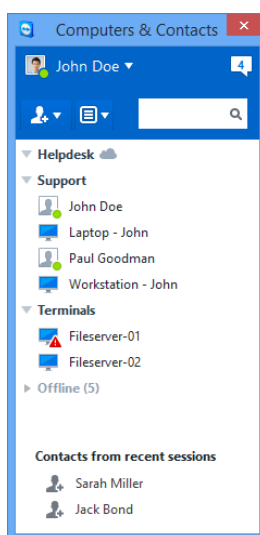 Computers & Contacts
John Doe
4
Helpdesk
Support
John Doe
Laptop - John
Paul Goodman
Workstation - John
Terminals
Fileserver-01
Fileserver-02
Offline (5)
Contacts from recent sessions
Sarah Miller
Jack Bond